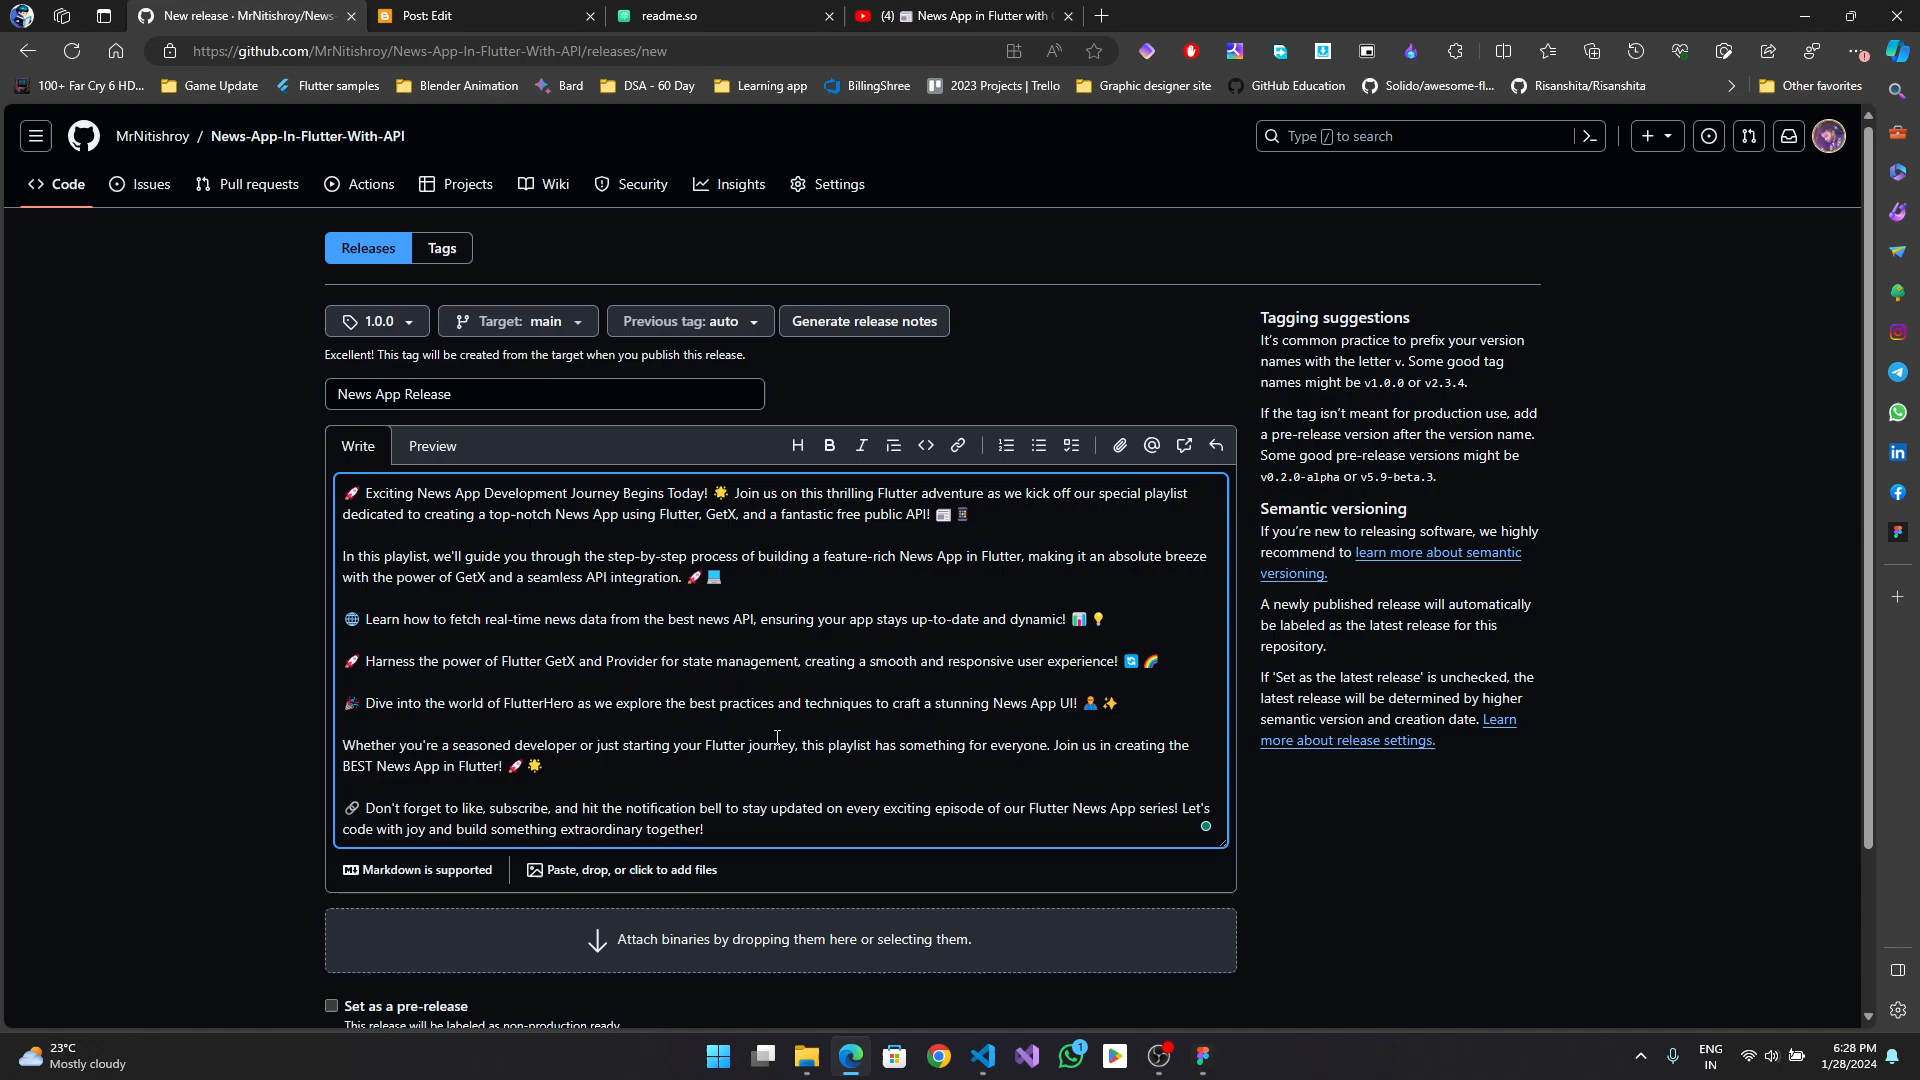 New release · MrNitishroy/News-
Post: Edit
readme.so
(4) News App in Flutter with
https://github.com/MrNitishroy/News-App-In-Flutter-With-API/releases/new
100+ Far Cry 6 HD...
Game Update
Flutter samples
Blender Animation
Bard
DSA - 60 Day
Learning app
BillingShree
2023 Projects | Trello
Graphic designer site
GitHub Education
Solido/awesome-fl...
Risanshita/Risanshita
Other favorites
MrNitishroy / News-App-In-Flutter-With-API
Type / to search
Code
Issues
Pull requests
Actions
Projects
Wiki
Security
Insights
Settings
Releases
Tags
1.0.0
Target: main
Previous tag: auto
Generate release notes
Excellent! This tag will be created from the target when you publish this release.
News App Release
Write
Preview
🚀 Exciting News App Development Journey Begins Today! 🌟 Join us on this thrilling Flutter adventure as we kick off our special playlist
dedicated to creating a top-notch News App using Flutter, GetX, and a fantastic free public API! 📰 📱
In this playlist, we'll guide you through the step-by-step process of building a feature-rich News App in Flutter, making it an absolute breeze
with the power of GetX and a seamless API integration. 🚀 💻
🌐 Learn how to fetch real-time news data from the best news API, ensuring your app stays up-to-date and dynamic! 📊 💡
🚀 Harness the power of Flutter GetX and Provider for state management, creating a smooth and responsive user experience! 🔄 🌈
🎉 Dive into the world of FlutterHero as we explore the best practices and techniques to craft a stunning News App UI! 🦸‍♂️ ✨
Whether you're a seasoned developer or just starting your Flutter journey, this playlist has something for everyone. Join us in creating the
BEST News App in Flutter! 🚀 🌟
🔗 Don't forget to like, subscribe, and hit the notification bell to stay updated on every exciting episode of our Flutter News App series! Let's
code with joy and build something extraordinary together!
Markdown is supported
Paste, drop, or click to add files
Attach binaries by dropping them here or selecting them.
Set as a pre-release
This release will be labeled as non-production ready
Tagging suggestions
It's common practice to prefix your version
names with the letter v. Some good tag
names might be v1.0.0 or v2.3.4.
If the tag isn't meant for production use, add
a pre-release version after the version name.
Some good pre-release versions might be
v0.2.0-alpha or v5.9-beta.3.
Semantic versioning
If you're new to releasing software, we highly
recommend to learn more about semantic
versioning.
A newly published release will automatically
be labeled as the latest release for this
repository.
If 'Set as the latest release' is unchecked, the
latest release will be determined by higher
semantic version and creation date. Learn
more about release settings.
23°C
Mostly cloudy
1
ENG
IN
6:28 PM
1/28/2024